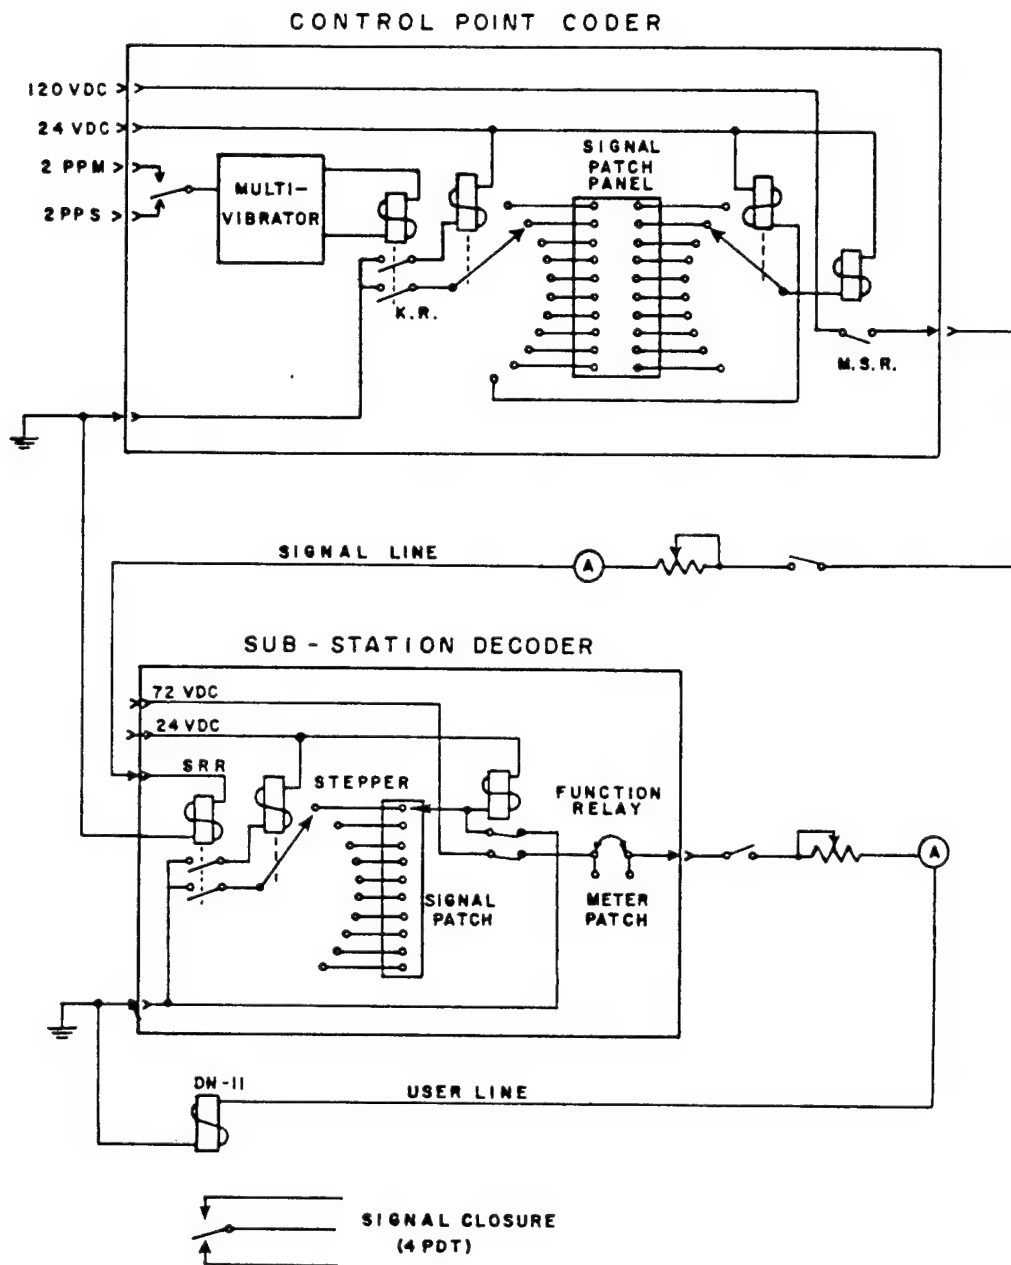 CONTROL POINT CODER
120 VDC
24 VDC
2 PPM
2 PPS
MULTI-
VIBRATOR
K.R.
SIGNAL
PATCH
PANEL
M.S.R.
SIGNAL LINE
A
SUB-STATION DECODER
72 VDC
24 VDC
SRR
STEPPER
SIGNAL
PATCH
FUNCTION
RELAY
METER
PATCH
A
DN-11
USER LINE
SIGNAL CLOSURE
(4 PDT)